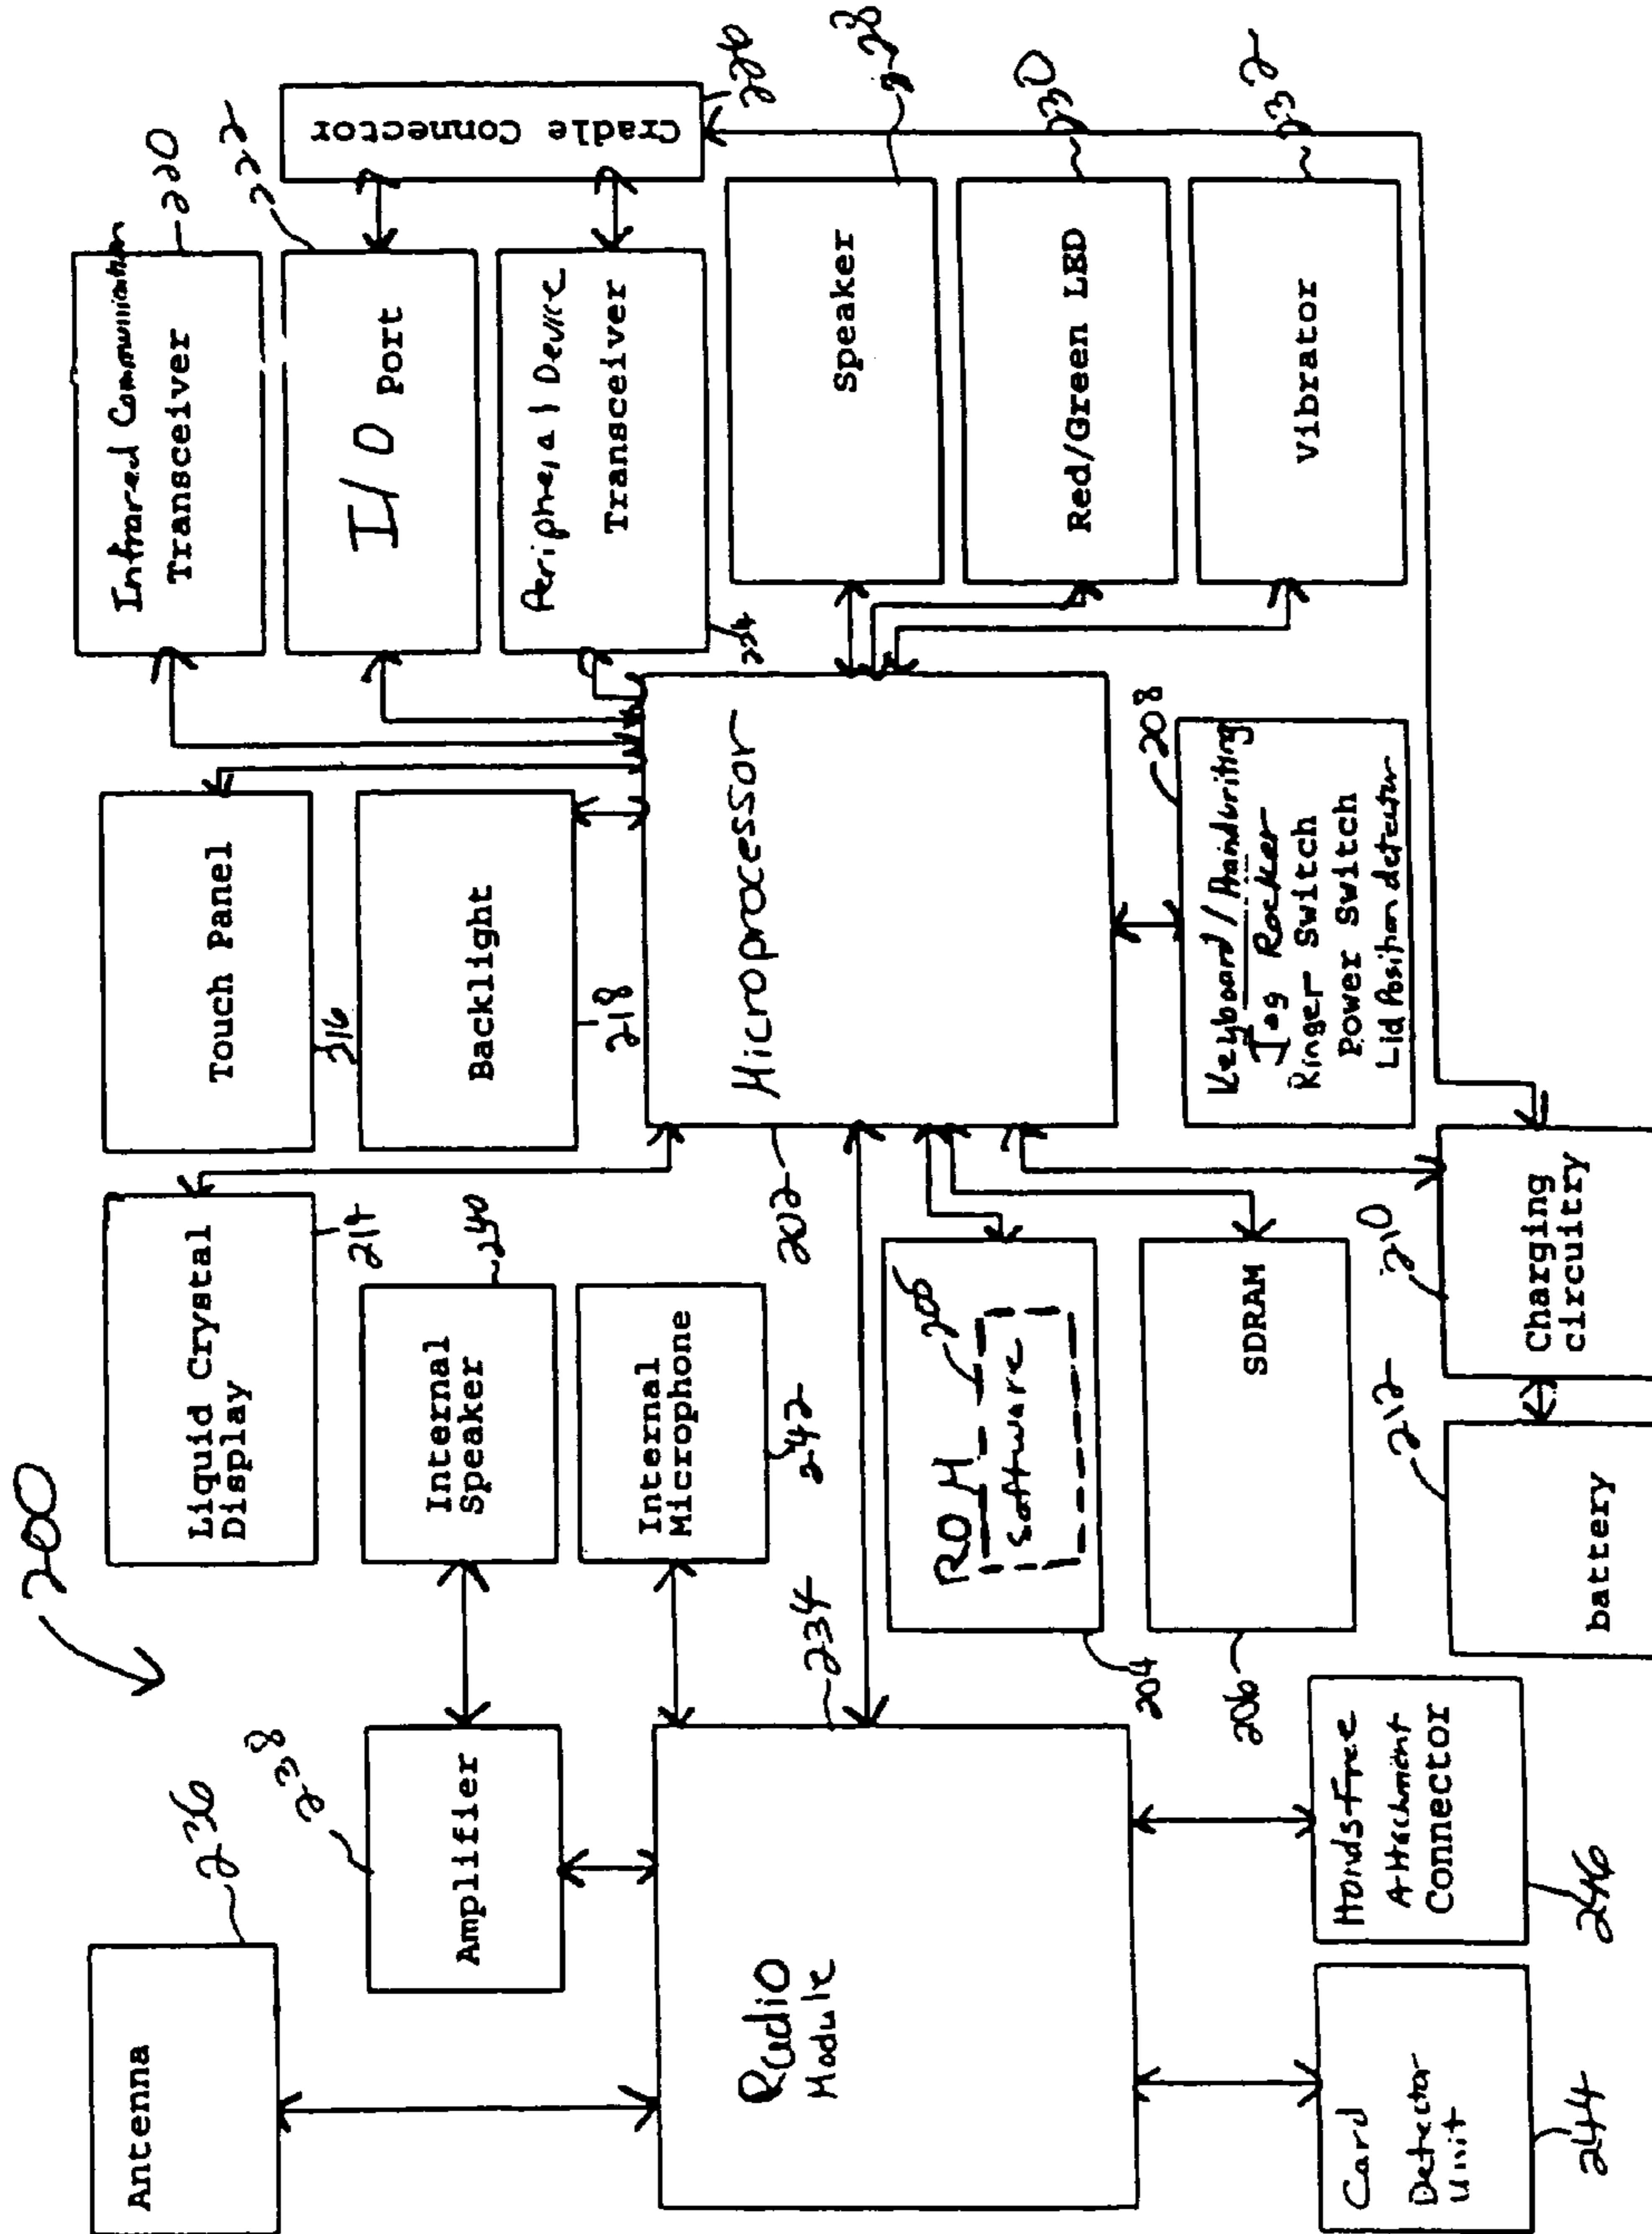 200
Antenna
236
Amplifier
238
Liquid Crystal
Display
214
Internal
Speaker
240
Internal
Microphone
242
Touch Panel
316
Backlight
218
Infrared Communication
Transceiver
220
I/O Port
222
Peripheral Device
Transceiver
224
Cradle Connector
226
Radio
Module
234
Microprocessor
202
Speaker
228
Red/Green LED
230
Vibrator
232
ROM
Software
204
SDRAM
206
Keyboard/Handwriting
Jog Rocker
Ringer Switch
Power Switch
Lid Position detector
208
Card
Detector
Unit
244
Hands Free
Attachment
Connector
246
battery
212
Charging
circuitry
210